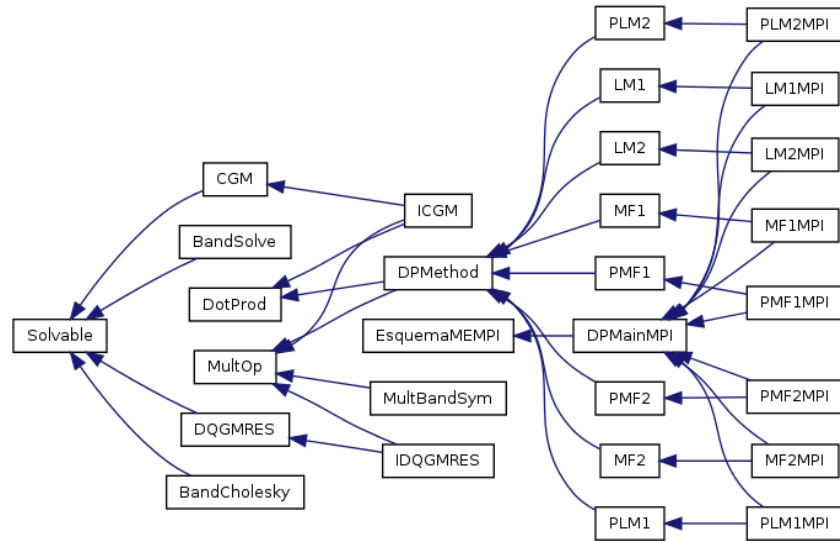 PLM2
PLM2MPI
LM1
LM1MPI
LM2
LM2MPI
CGM
ICGM
MF1
MF1MPI
BandSolve
DPMethod
PMF1
PMF1MPI
DotProd
Solvable
EsquemaMEMPI
DPMainMPI
MultOp
MultBandSym
PMF2
PMF2MPI
DQGMRES
IDQGMRES
MF2
MF2MPI
BandCholesky
PLM1
PLM1MPI